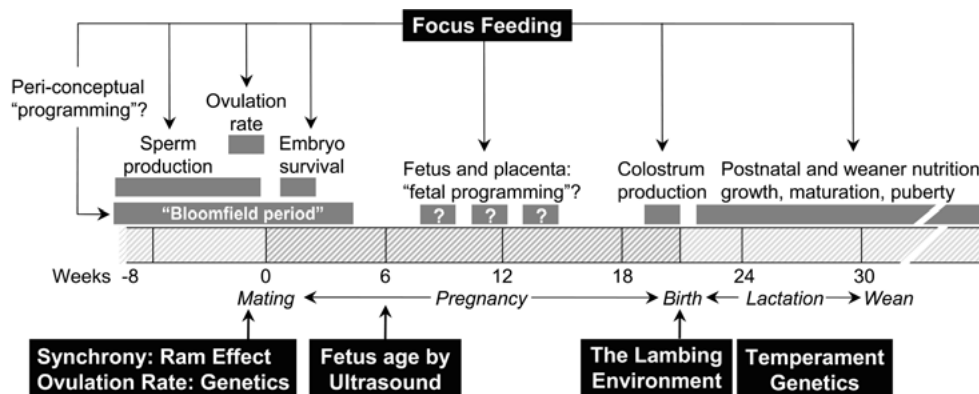 Focus Feeding
Peri-conceptual
“programming”?
Ovulation
rate
Sperm
production
Embryo
survival
Fetus and placenta:
“fetal programming”?
Colostrum
production
Postnatal and weaner nutrition
growth, maturation, puberty
“Bloomfield period”
? ? ?
Weeks -8 0 6 12 18 24 30
Mating Pregnancy Birth Lactation Wean
Synchrony: Ram Effect
Ovulation Rate: Genetics
Fetus age by
Ultrasound
The Lambing
Environment
Temperament
Genetics